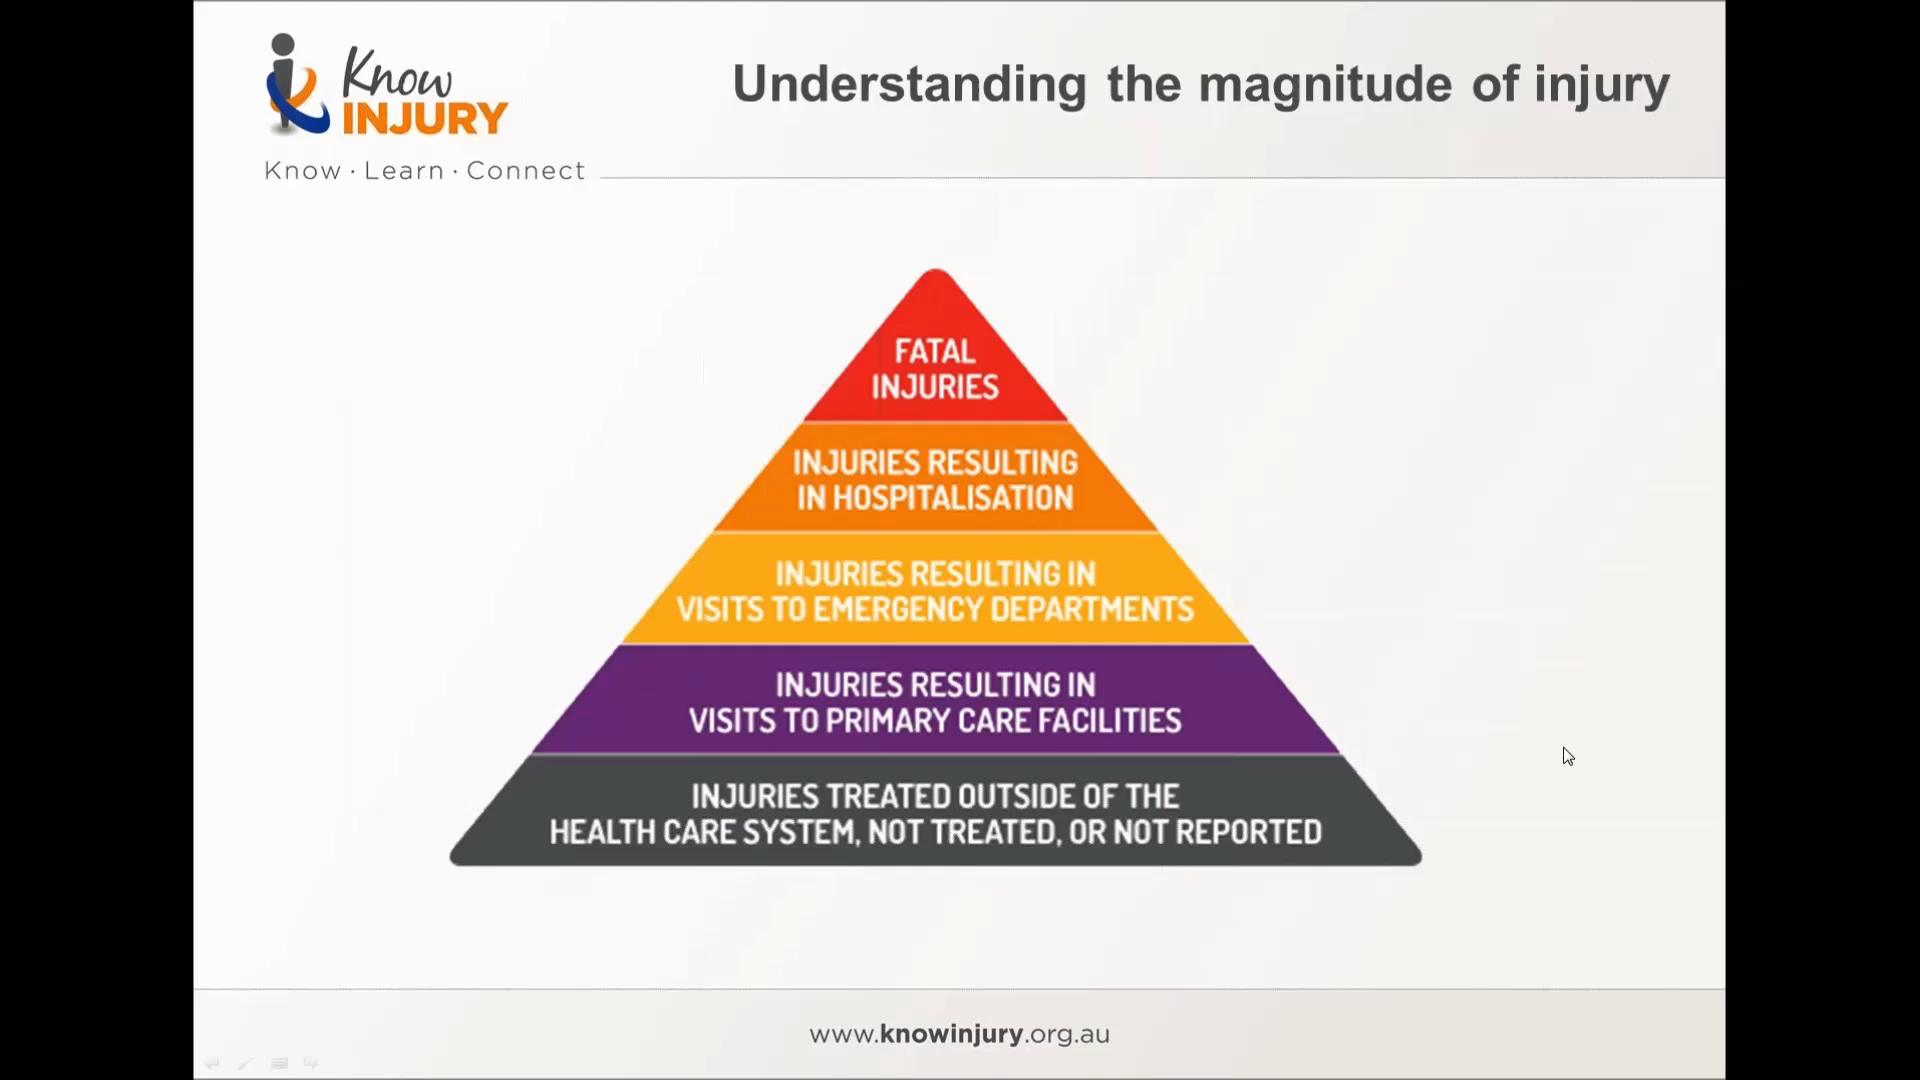 Know
INJURY
Know · Learn · Connect
Understanding the magnitude of injury
FATAL
INJURIES
INJURIES RESULTING
IN HOSPITALISATION
INJURIES RESULTING IN
VISITS TO EMERGENCY DEPARTMENTS
INJURIES RESULTING IN
VISITS TO PRIMARY CARE FACILITIES
INJURIES TREATED OUTSIDE OF THE
HEALTH CARE SYSTEM, NOT TREATED, OR NOT REPORTED
www.knowinjury.org.au